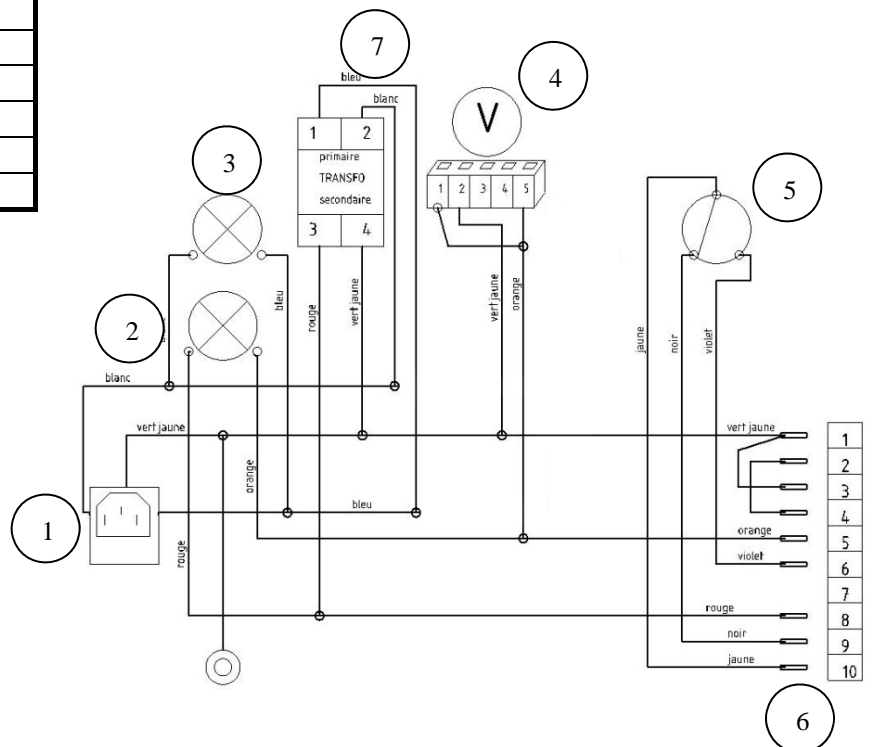 7
bleu
blanc
4
V
1 2
primaire
TRANSFO
secondaire
3 4
1 2 3 4 5
3
5
2
bleu
rouge
vert jaune
vert jaune
orange
jaune
noir
violet
blanc
vert jaune
vert jaune
1
2
3
4
5
6
7
8
9
10
orange
bleu
1
orange
violet
rouge
rouge
noir
jaune
6